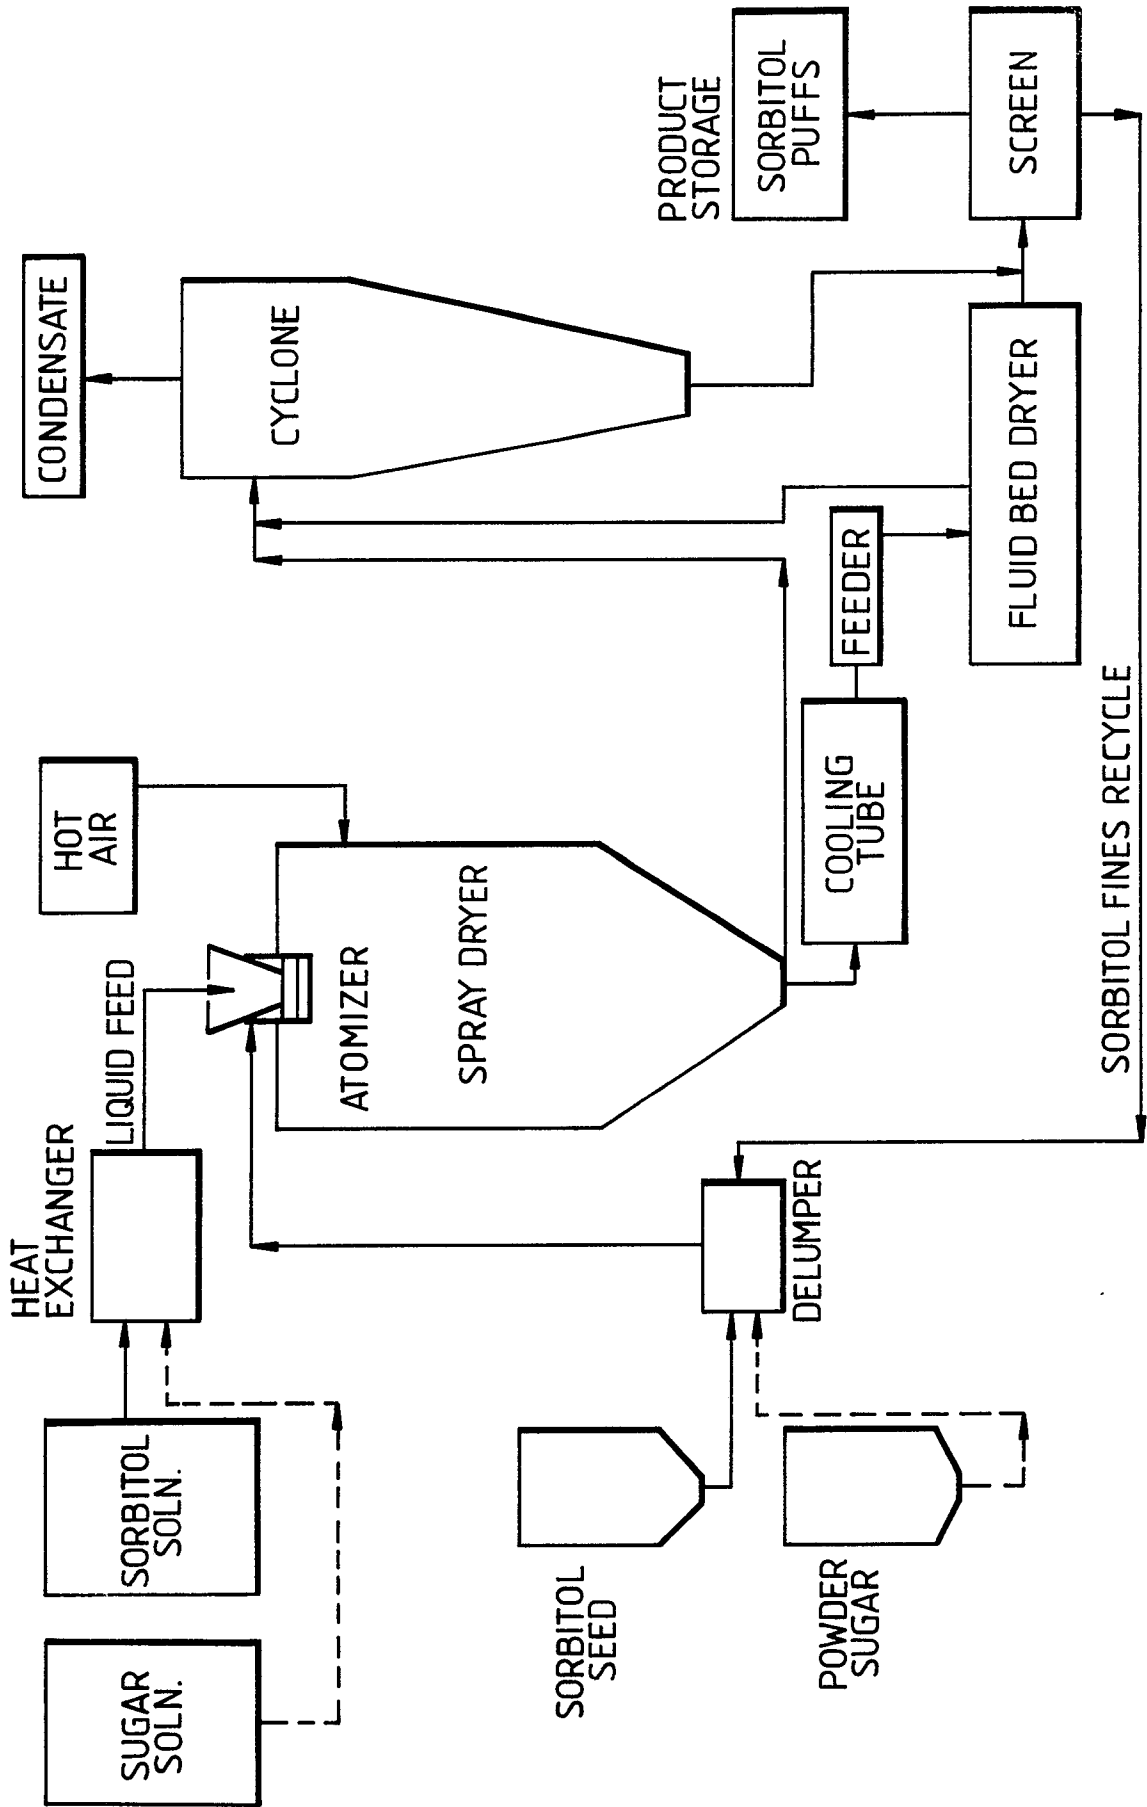 SUGAR
SOLN.
SORBITOL
SOLN.
HEAT
EXCHANGER
LIQUID FEED
HOT
AIR
CONDENSATE
ATOMIZER
SPRAY DRYER
CYCLONE
PRODUCT
STORAGE
SORBITOL
PUFFS
SORBITOL
SEED
POWDER
SUGAR
DELUMPER
COOLING
TUBE
FEEDER
FLUID BED DRYER
SCREEN
SORBITOL FINES RECYCLE